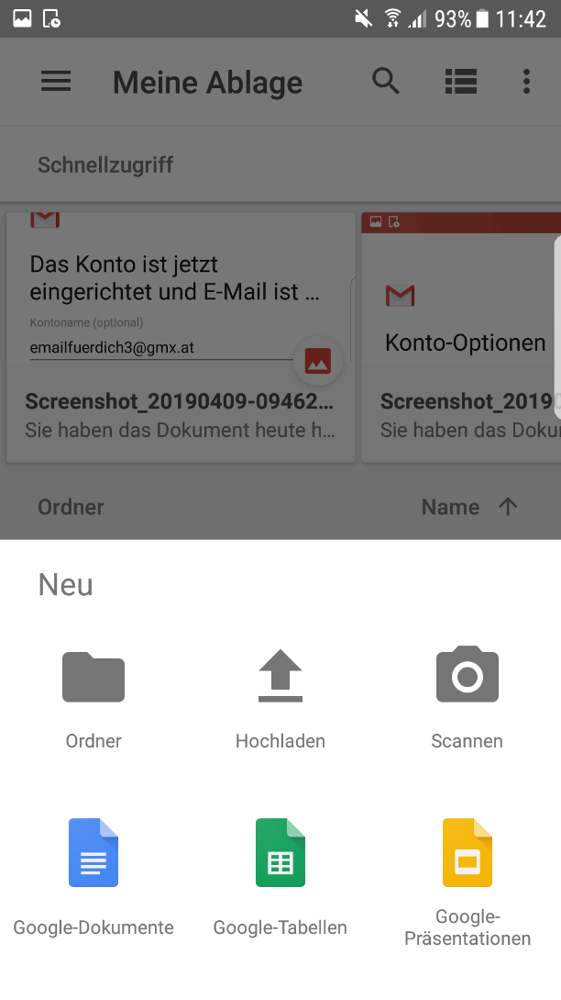 93% 11:42
Meine Ablage
Schnellzugriff
Das Konto ist jetzt
eingerichtet und E-Mail ist ...
Kontoname (optional)
emailfuerdich3@gmx.at
Screenshot_20190409-09462...
Sie haben das Dokument heute h...
Konto-Optionen
Screenshot_2019
Sie haben das Doku
Ordner
Name
Neu
Ordner
Hochladen
Scannen
Google-Dokumente
Google-Tabellen
Google-
Präsentationen